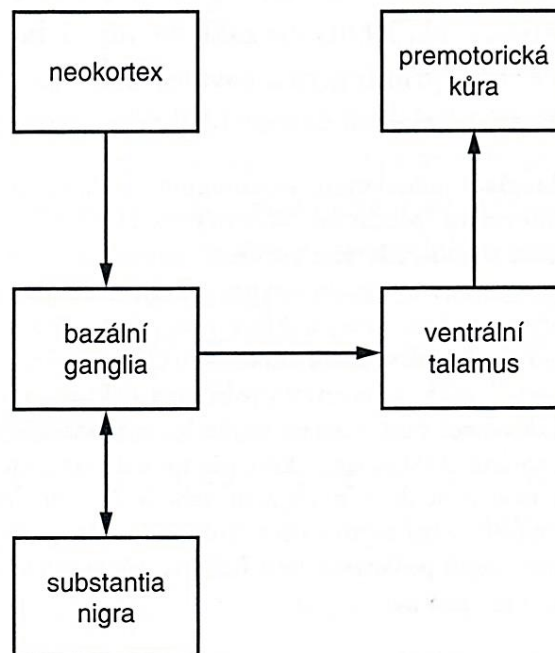 neokortex
premotorická
kůra
bazální
ganglia
ventrální
talamus
substantia
nigra